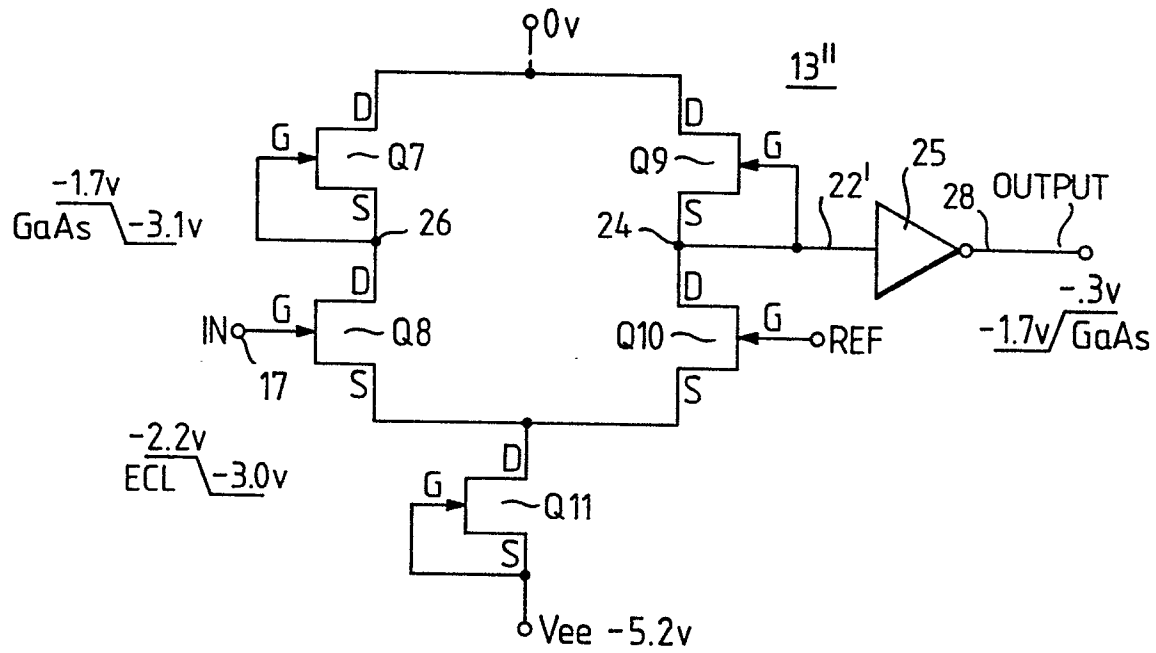 0v
13"
D
D
G
Q7
Q9
G
25
-1.7v
GaAs
-3.1v
S
S
26
24
22'
28
OUTPUT
D
D
G
G
IN
Q8
Q10
REF
-.3v
-1.7v
GaAs
17
S
S
-2.2v
ECL
-3.0v
D
G
Q11
S
Vee -5.2v